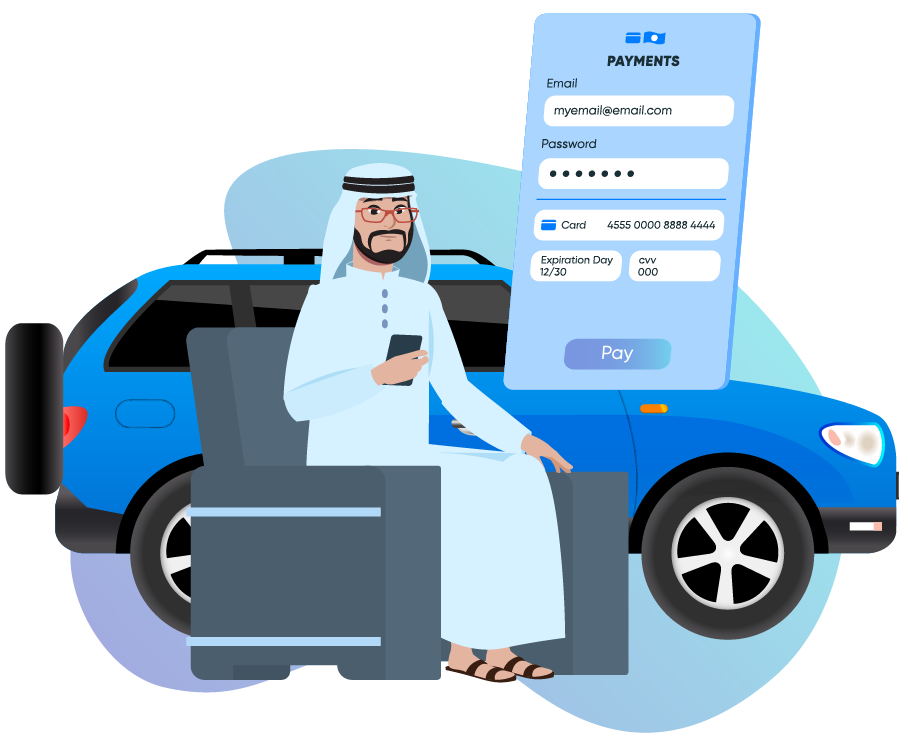 PAYMENTS
Email
myemail@email.com
Password
•••••••
Card 4555 0000 8888 4444
Expiration Day
12/30
cvv
000
Pay